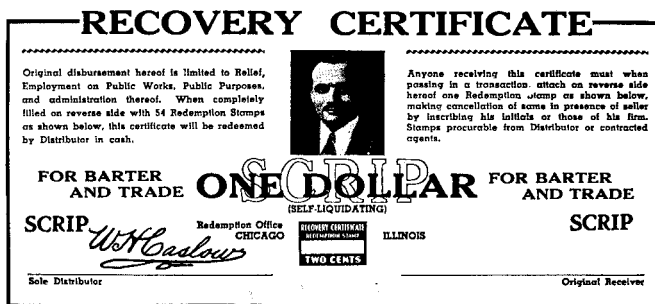 RECOVERY CERTIFICATE
Original disbursement hereof is limited to Relief,
Employment on Public Works, Public Purposes,
and administration thereof. When completely
filled on reverse side with 54 Redemption Stamps
as shown below, this certificate will be redeemed
by Distributor in cash.
Anyone receiving this certificate must when
passing in a transaction. attach on reverse side
hereof one Redemption Stamp as shown below,
making cancellation of same in presence of seller
by inscribing his initials or those of his firm.
Stamps procurable from Distributor or contracted
agents.
FOR BARTER
AND TRADE
SCRIP
ONE DOLLAR
(SELF-LIQUIDATING)
FOR BARTER
AND TRADE
SCRIP
W H Caslow
Redemption Office
CHICAGO
RECOVERY CERTIFICATE
REDEMPTION STAMP
TWO CENTS
ILLINOIS
SCRIP
Sole Distributor
Original Receiver